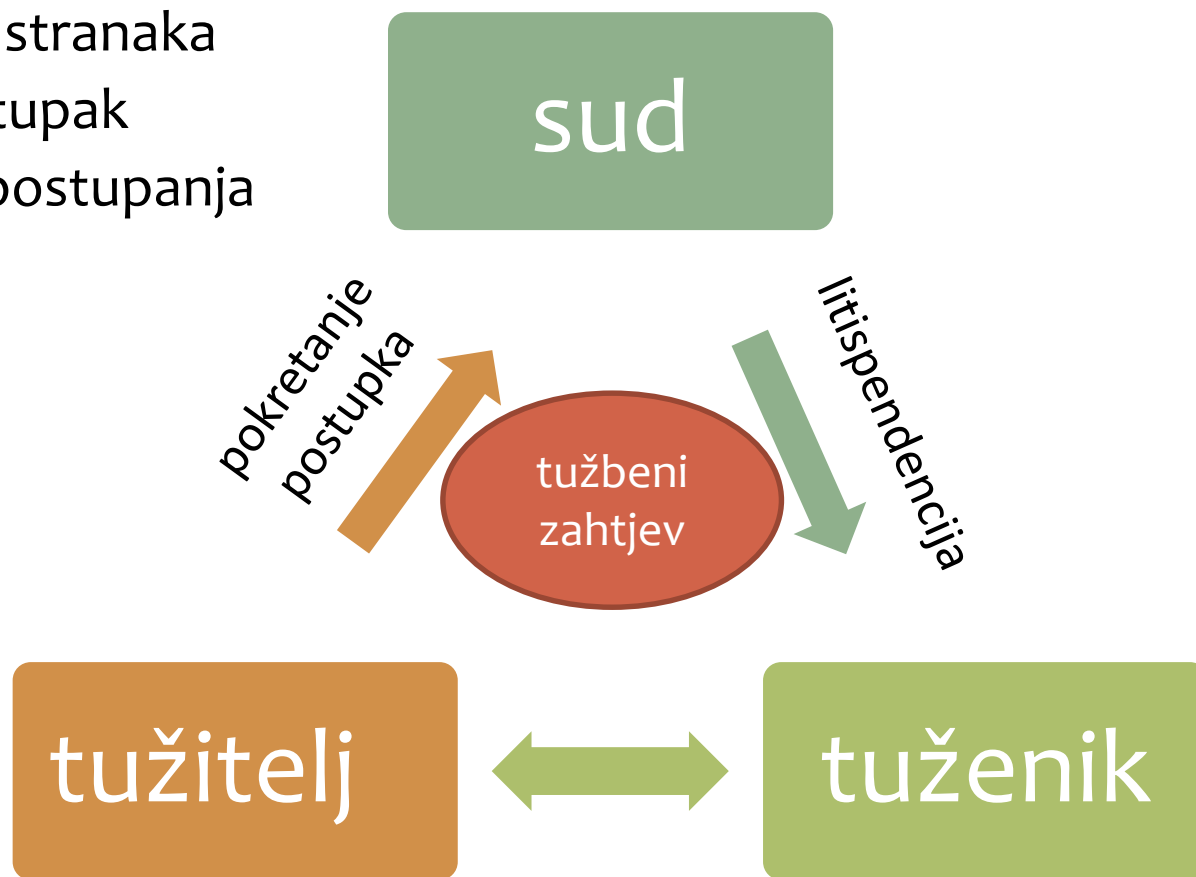 stranaka
tupak
postupanja
sud
pokretanje
postupka
litispendencija
tužbeni
zahtjev
tužitelj
tuženik